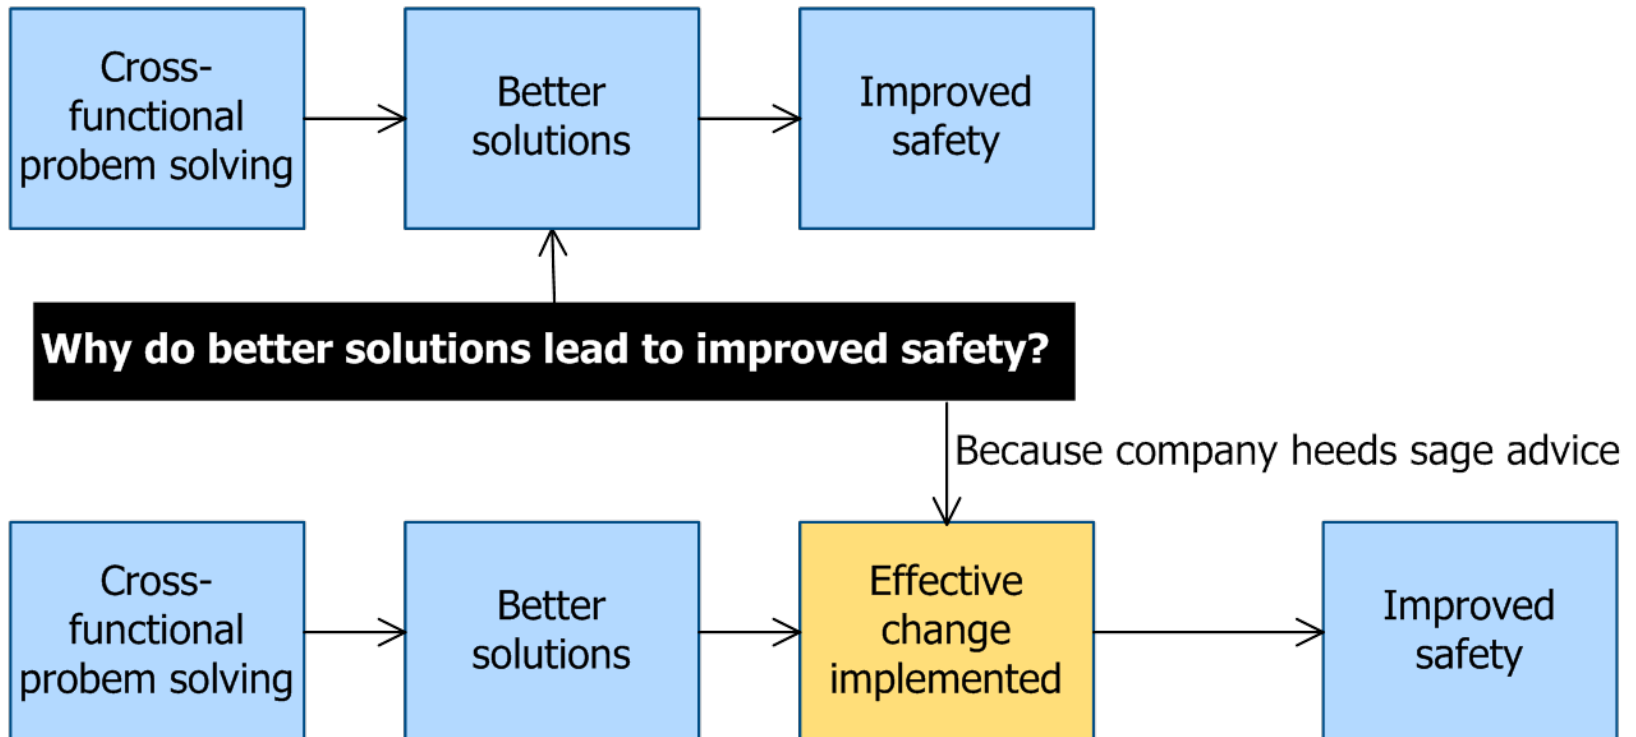 Cross-
functional
probem solving
Better
solutions
Improved
safety
Why do better solutions lead to improved safety?
Because company heeds sage advice
Cross-
functional
probem solving
Better
solutions
Effective
change
implemented
Improved
safety